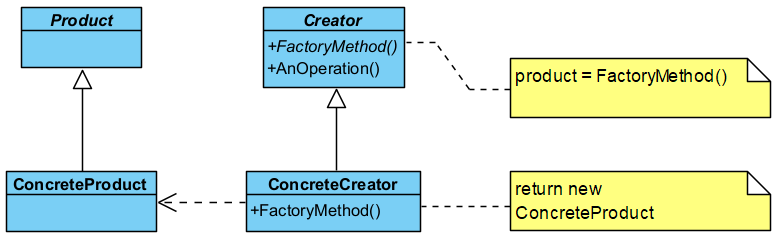 Product
Creator
+FactoryMethod()
+AnOperation()
product = FactoryMethod()
ConcreteProduct
ConcreteCreator
+FactoryMethod()
return new
ConcreteProduct